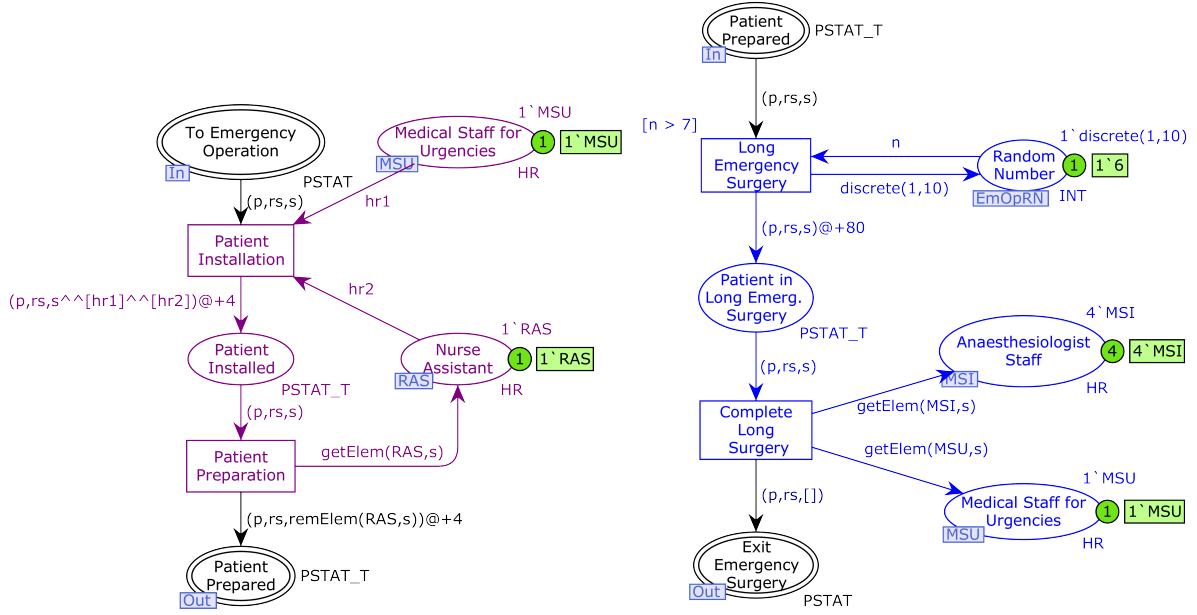 To Emergency
Operation
In
PSTAT
(p,rs,s)
1`MSU
Medical Staff for
Urgencies
1
1`MSU
MSU
HR
hr1
Patient
Installation
(p,rs,s^^[hr1]^^[hr2])@+4
hr2
Patient
Installed
PSTAT_T
1`RAS
Nurse
Assistant
1
1`RAS
RAS
HR
(p,rs,s)
Patient
Preparation
getElem(RAS,s)
(p,rs,remElem(RAS,s))@+4
Patient
Prepared
PSTAT_T
Out
Patient
Prepared
PSTAT_T
In
(p,rs,s)
[n > 7]
Long
Emergency
Surgery
n
discrete(1,10)
1`discrete(1,10)
Random
Number
1
1`6
EmOpRN
INT
(p,rs,s)@+80
Patient in
Long Emerg.
Surgery
PSTAT_T
(p,rs,s)
4`MSI
Anaesthesiologist
Staff
4
4`MSI
MSI
HR
getElem(MSI,s)
Complete
Long
Surgery
getElem(MSU,s)
1`MSU
Medical Staff for
Urgencies
1
1`MSU
MSU
HR
(p,rs,[])
Exit
Emergency
Surgery
Out
PSTAT